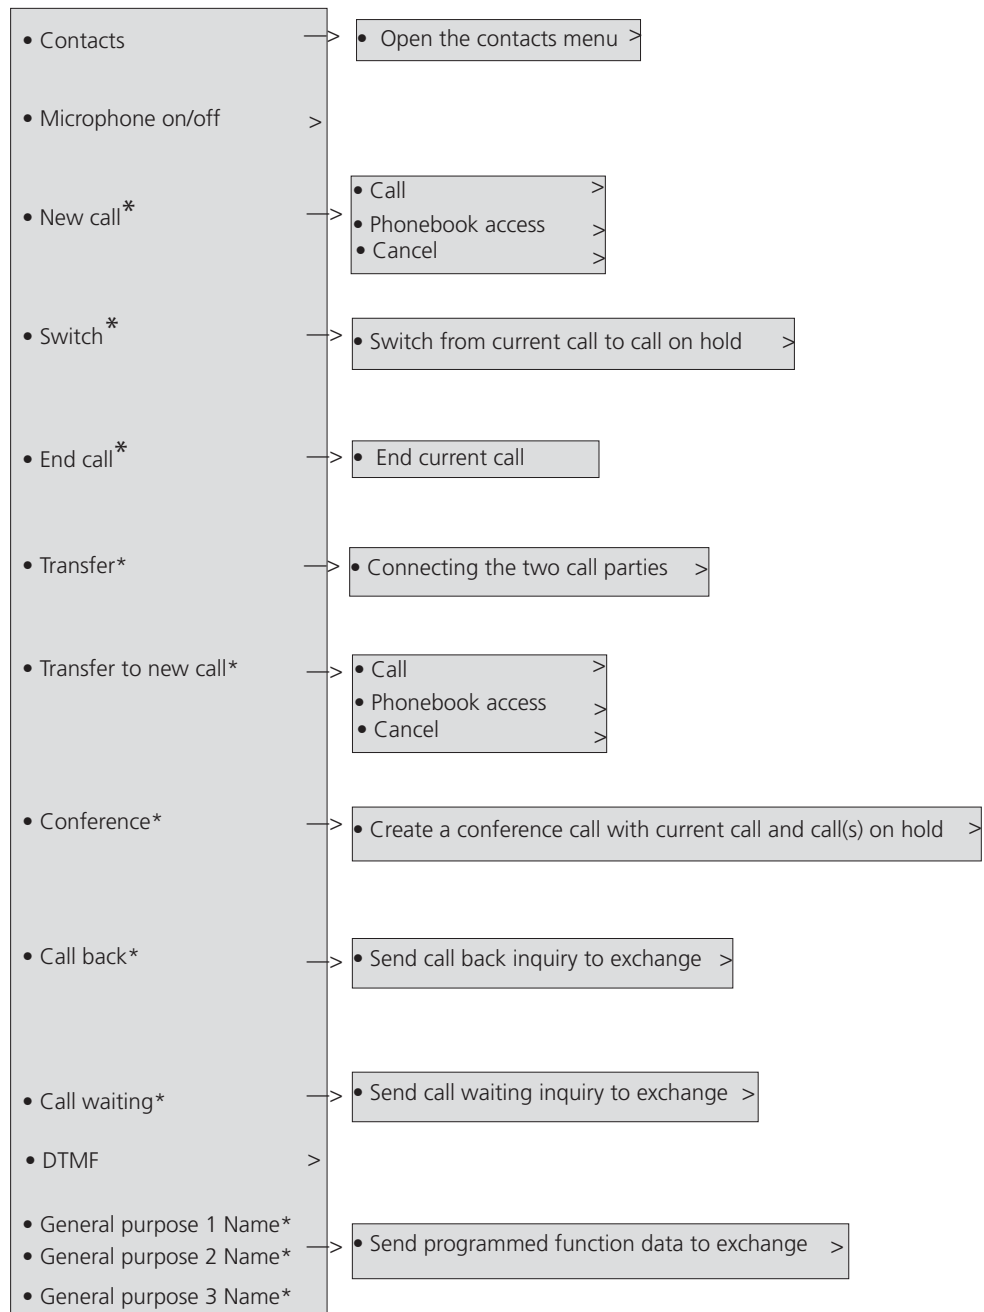 • Contacts —> • Open the contacts menu >
• Microphone on/off >
• New call* —> • Call >
• Phonebook access >
• Cancel >
• Switch* —> • Switch from current call to call on hold >
• End call* —> • End current call
• Transfer* —> • Connecting the two call parties >
• Transfer to new call* —> • Call >
• Phonebook access >
• Cancel >
• Conference* —> • Create a conference call with current call and call(s) on hold >
• Call back* —> • Send call back inquiry to exchange >
• Call waiting* —> • Send call waiting inquiry to exchange >
• DTMF >
• General purpose 1 Name*
• General purpose 2 Name* —> • Send programmed function data to exchange >
• General purpose 3 Name*